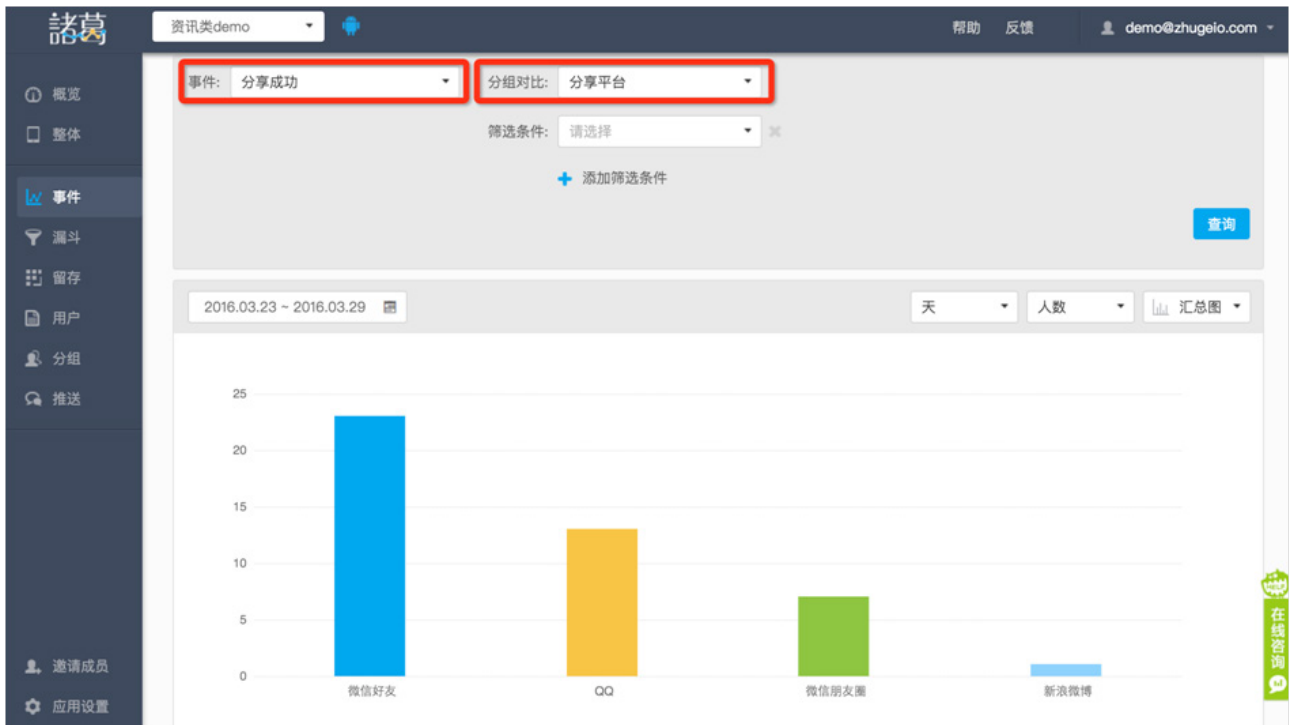 諸葛
资讯类demo
帮助
反馈
demo@zhugeio.com
概览
整体
事件
漏斗
留存
用户
分组
推送
邀请成员
应用设置
事件: 分享成功
分组对比: 分享平台
筛选条件: 请选择
添加筛选条件
查询
2016.03.23 ~ 2016.03.29
天
人数
汇总图
25
20
15
10
5
0
微信好友
QQ
微信朋友圈
新浪微博
在线咨询